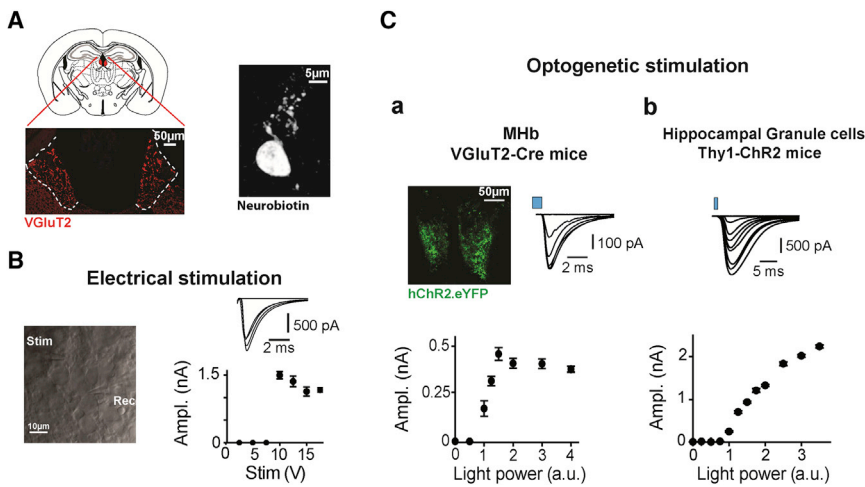 A
50µm
VGluT2
5µm
Neurobiotin
B
Electrical stimulation
Stim
Rec
10µm
500 pA
2 ms
Ampl. (nA)
1.5
0
0
5
10
15
Stim (V)
C
Optogenetic stimulation
a
MHb
VGluT2-Cre mice
50µm
hChR2.eYFP
100 pA
2 ms
Ampl. (nA)
0.5
0.25
0
0
1
2
3
4
Light power (a.u.)
b
Hippocampal Granule cells
Thy1-ChR2 mice
500 pA
5 ms
Ampl. (nA)
2
1
0
0
1
2
3
Light power (a.u.)